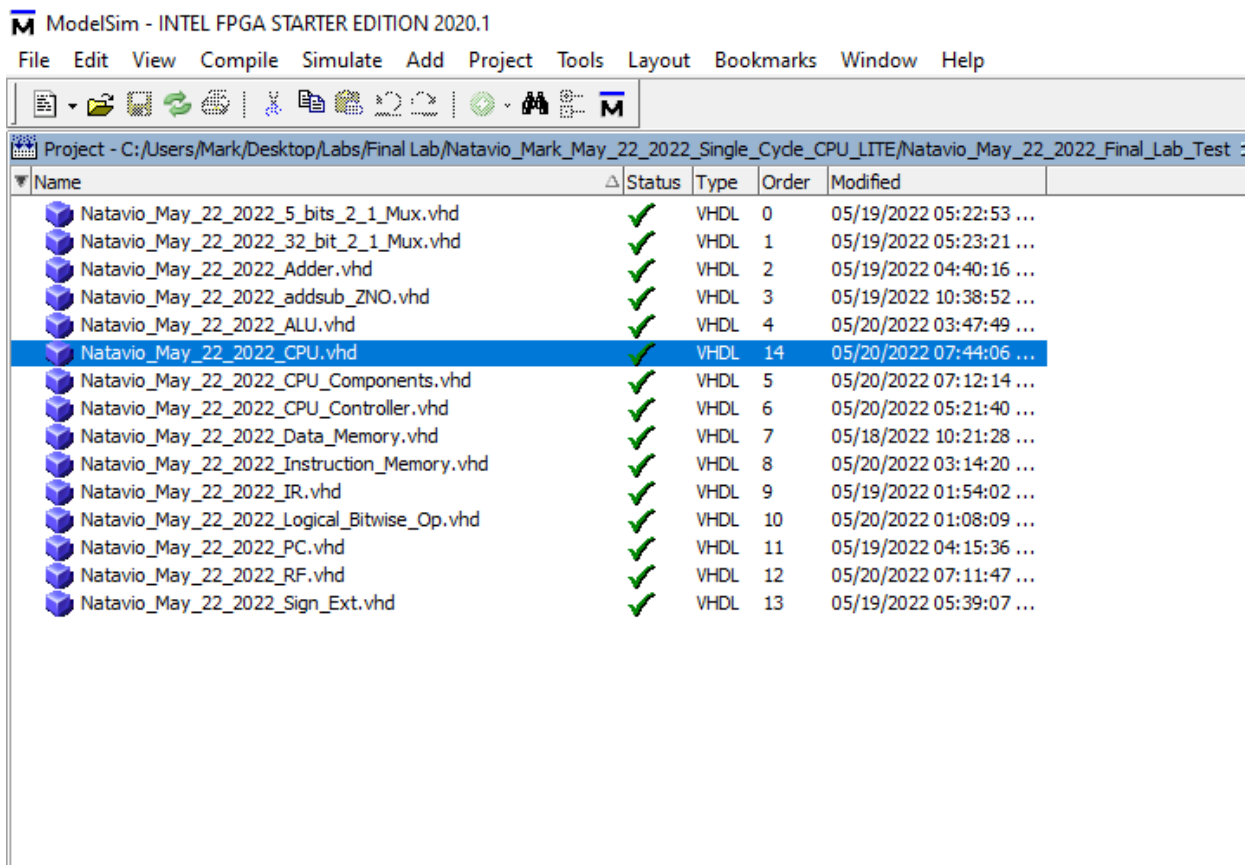 ModelSim - INTEL FPGA STARTER EDITION 2020.1
File Edit View Compile Simulate Add Project Tools Layout Bookmarks Window Help
Project - C:/Users/Mark/Desktop/Labs/Final Lab/Natavio_Mark_May_22_2022_Single_Cycle_CPU_LITE/Natavio_May_22_2022_Final_Lab_Test
Name Status Type Order Modified
Natavio_May_22_2022_5_bits_2_1_Mux.vhd VHDL 0 05/19/2022 05:22:53 ...
Natavio_May_22_2022_32_bit_2_1_Mux.vhd VHDL 1 05/19/2022 05:23:21 ...
Natavio_May_22_2022_Adder.vhd VHDL 2 05/19/2022 04:40:16 ...
Natavio_May_22_2022_addsub_ZNO.vhd VHDL 3 05/19/2022 10:38:52 ...
Natavio_May_22_2022_ALU.vhd VHDL 4 05/20/2022 03:47:49 ...
Natavio_May_22_2022_CPU.vhd VHDL 14 05/20/2022 07:44:06 ...
Natavio_May_22_2022_CPU_Components.vhd VHDL 5 05/20/2022 07:12:14 ...
Natavio_May_22_2022_CPU_Controller.vhd VHDL 6 05/20/2022 05:21:40 ...
Natavio_May_22_2022_Data_Memory.vhd VHDL 7 05/18/2022 10:21:28 ...
Natavio_May_22_2022_Instruction_Memory.vhd VHDL 8 05/20/2022 03:14:20 ...
Natavio_May_22_2022_IR.vhd VHDL 9 05/19/2022 01:54:02 ...
Natavio_May_22_2022_Logical_Bitwise_Op.vhd VHDL 10 05/20/2022 01:08:09 ...
Natavio_May_22_2022_PC.vhd VHDL 11 05/19/2022 04:15:36 ...
Natavio_May_22_2022_RF.vhd VHDL 12 05/20/2022 07:11:47 ...
Natavio_May_22_2022_Sign_Ext.vhd VHDL 13 05/19/2022 05:39:07 ...